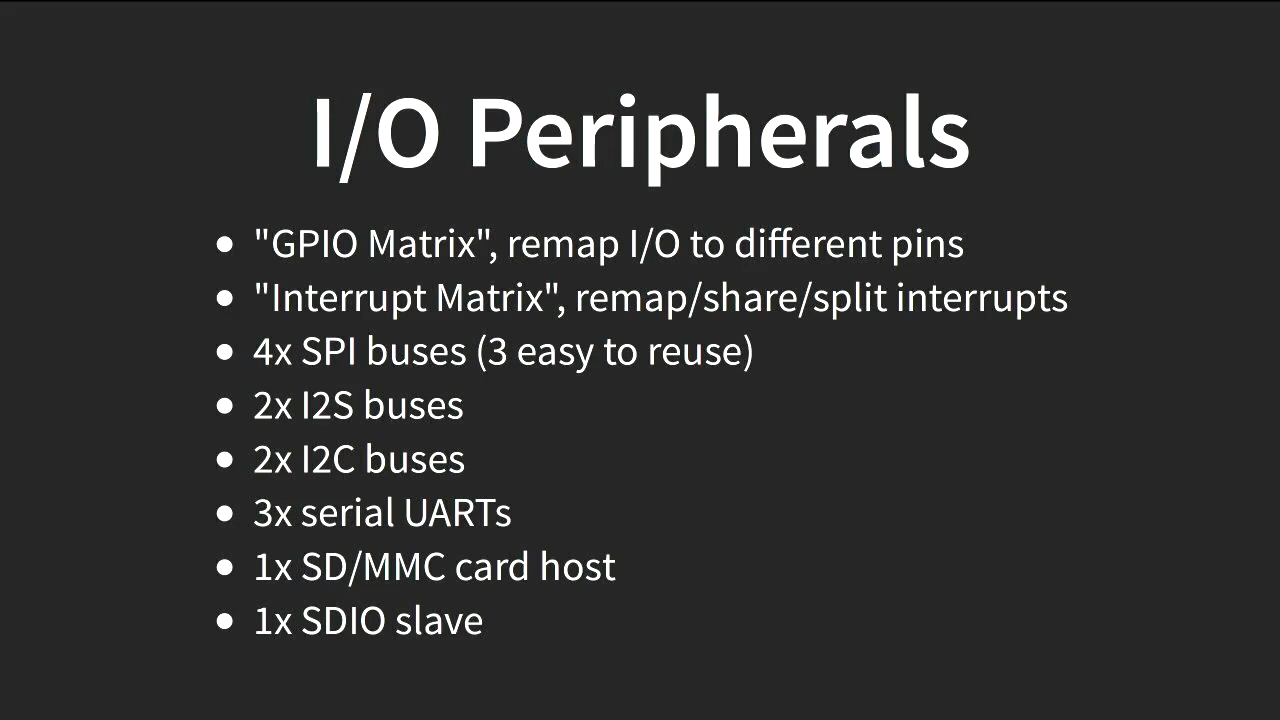 I/O Peripherals
• "GPIO Matrix", remap I/O to different pins
• "Interrupt Matrix", remap/share/split interrupts
• 4x SPI buses (3 easy to reuse)
• 2x I2S buses
• 2x I2C buses
• 3x serial UARTs
• 1x SD/MMC card host
• 1x SDIO slave